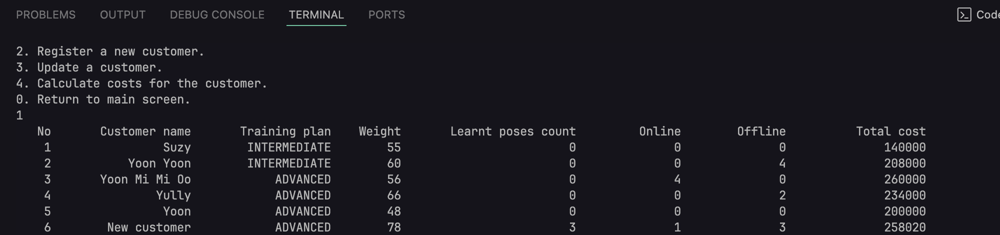 PROBLEMS OUTPUT DEBUG CONSOLE TERMINAL PORTS
2. Register a new customer.
3. Update a customer.
4. Calculate costs for the customer.
0. Return to main screen.
1
No Customer name Training plan Weight Learnt poses count Online Offline Total cost
1 Suzy INTERMEDIATE 55 0 0 0 140000
2 Yoon Yoon INTERMEDIATE 60 0 0 4 208000
3 Yoon Mi Mi Oo ADVANCED 56 0 4 0 260000
4 Yully ADVANCED 66 0 0 2 234000
5 Yoon ADVANCED 48 0 0 0 200000
6 New customer ADVANCED 78 3 1 3 258020